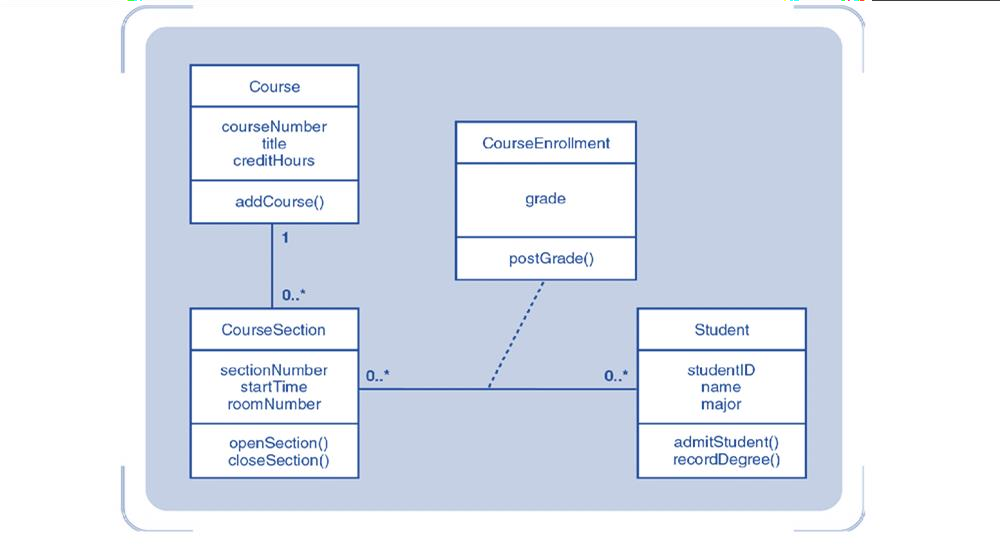 Course
courseNumber
title
creditHours
addCourse()
1
0..*
CourseEnrollment
grade
postGrade()
CourseSection
sectionNumber
startTime
roomNumber
openSection()
closeSection()
0..*
0..*
Student
studentID
name
major
admitStudent()
recordDegree()